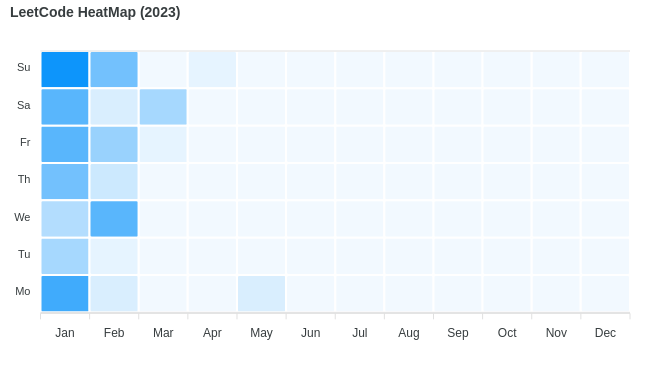 LeetCode HeatMap (2023)
Su
Sa
Fr
Th
We
Tu
Mo
Jan Feb Mar Apr May Jun Jul Aug Sep Oct Nov Dec